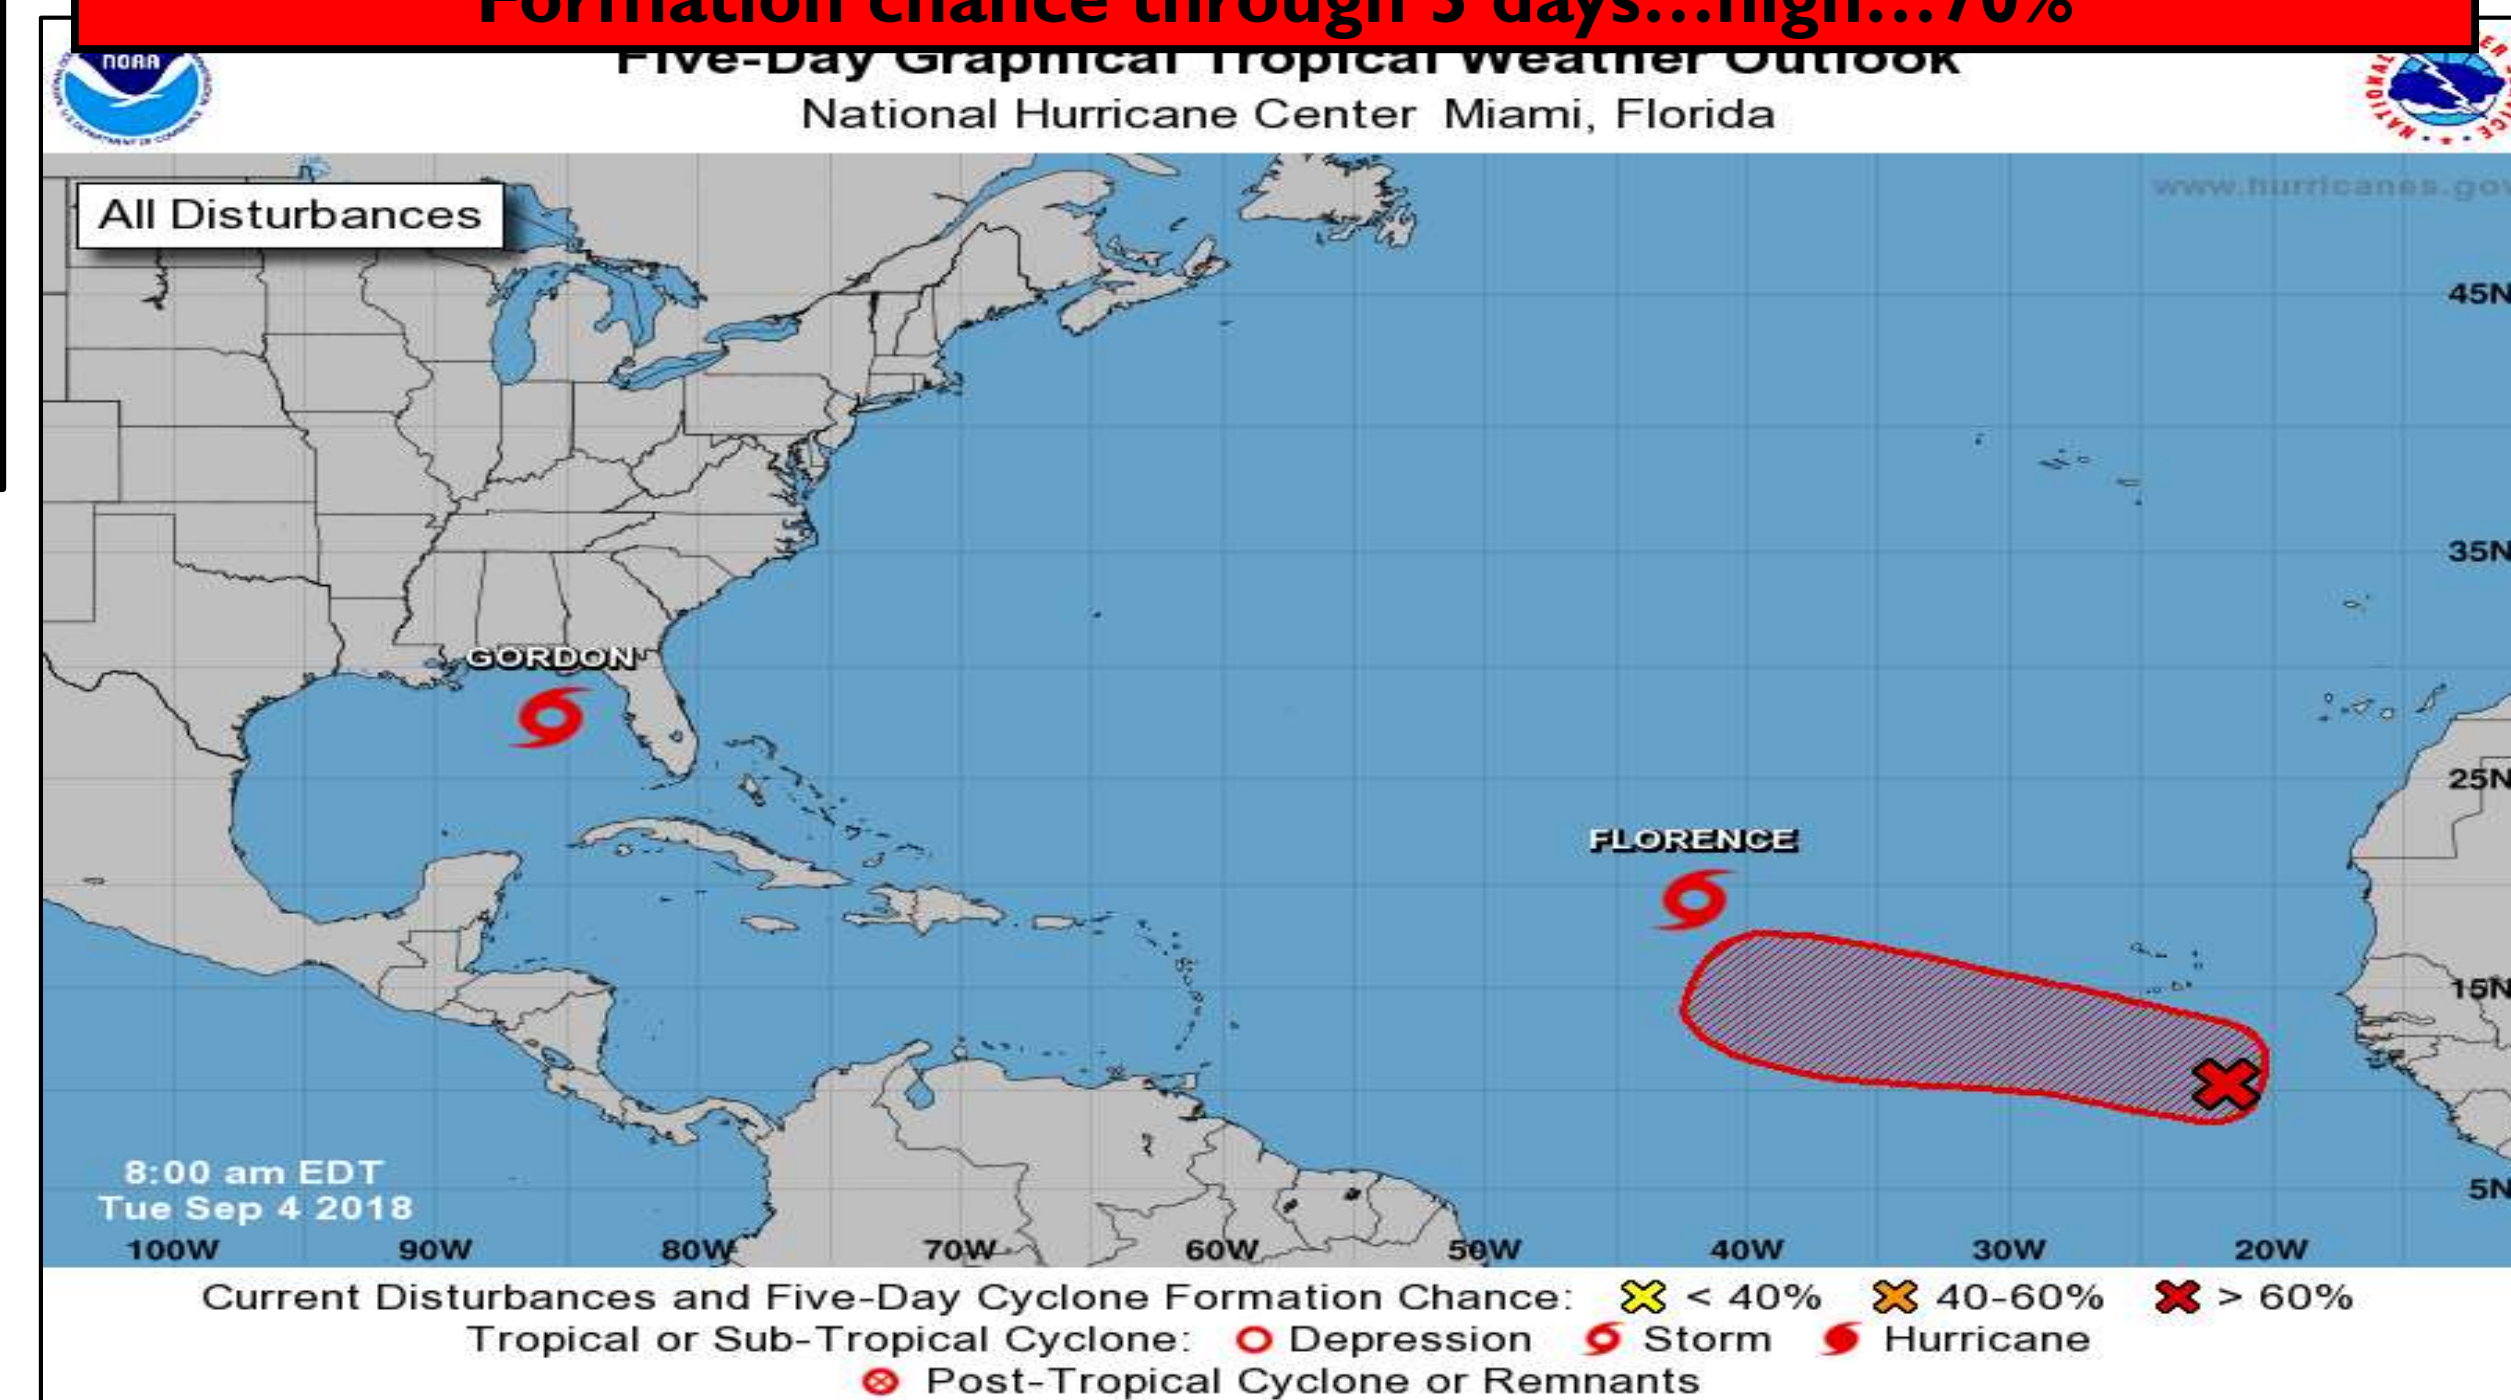 Formation chance through 5 days...high...70%
Five-Day Graphical Tropical Weather Outlook
National Hurricane Center Miami, Florida
NOAA
All Disturbances
www.hurricanes.gov
45N
35N
GORDON
25N
FLORENCE
15N
8:00 am EDT
Tue Sep 4 2018
5N
100W 90W 80W 70W 60W 50W 40W 30W 20W
Current Disturbances and Five-Day Cyclone Formation Chance: < 40% 40-60% > 60%
Tropical or Sub-Tropical Cyclone: Depression Storm Hurricane
Post-Tropical Cyclone or Remnants